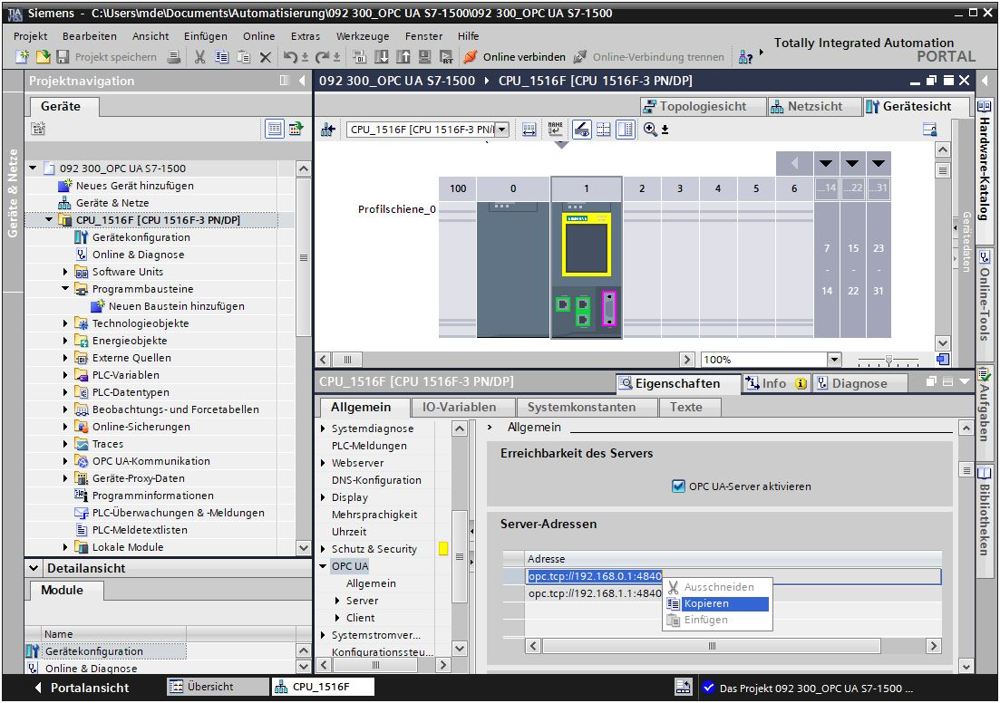 Siemens - C:\Users\mde\Documents\Automatisierung\092 300_OPC UA S7-1500\092 300_OPC UA S7-1500
Projekt Bearbeiten Ansicht Einfügen Online Extras Werkzeuge Fenster Hilfe
Totally Integrated Automation
PORTAL
Projekt speichern Online verbinden Online-Verbindung trennen
Projektnavigation
092 300_OPC UA S7-1500 CPU_1516F [CPU 1516F-3 PN/DP]
Geräte
Topologiesicht Netzsicht Gerätesicht
Geräte & Netze
092 300_OPC UA S7-1500
Neues Gerät hinzufügen
Geräte & Netze
CPU_1516F [CPU 1516F-3 PN/DP]
Gerätekonfiguration
Online & Diagnose
Software Units
Programmbausteine
Neuen Baustein hinzufügen
Technologieobjekte
Energieobjekte
Externe Quellen
PLC-Variablen
PLC-Datentypen
Beobachtungs- und Forcetabellen
Online-Sicherungen
Traces
OPC UA-Kommunikation
Geräte-Proxy-Daten
Programminformationen
PLC-Überwachungen & -Meldungen
PLC-Meldetextlisten
Lokale Module
Detailansicht
Module
Name
Gerätekonfiguration
Online & Diagnose
CPU_1516F [CPU 1516F-3 PN/
100 0 1 2 3 4 5 6 ...14 ...22 ...31
Profilschiene_0
SIEMENS
7 15 23
- - -
14 22 31
100%
Gerätedaten
CPU_1516F [CPU 1516F-3 PN/DP]
Eigenschaften Info Diagnose
Allgemein IO-Variablen Systemkonstanten Texte
Systemdiagnose
PLC-Meldungen
Webserver
DNS-Konfiguration
Display
Mehrsprachigkeit
Uhrzeit
Schutz & Security
OPC UA
Allgemein
Server
Client
Systemstromver...
Konfigurationssteu...
Allgemein
Erreichbarkeit des Servers
OPC UA-Server aktivieren
Server-Adressen
Adresse
opc.tcp://192.168.0.1:4840
opc.tcp://192.168.1.1:4840
Ausschneiden
Kopieren
Einfügen
Hardware-Katalog
Online-Tools
Aufgaben
Bibliotheken
Portalansicht Übersicht CPU_1516F Das Projekt 092 300_OPC UA S7-1500 ...